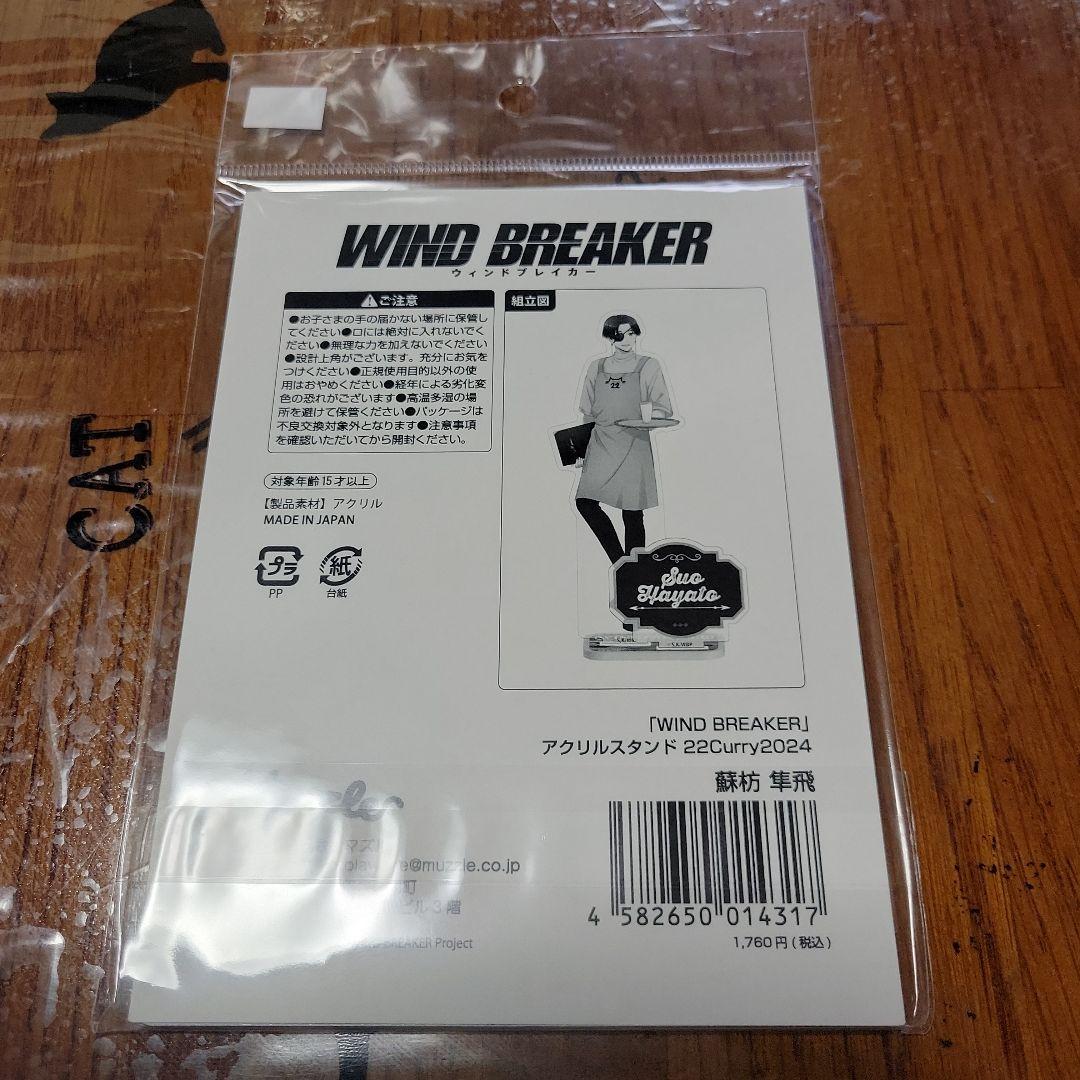 WIND BREAKER
ウィンドブレイカー
ご注意
●お子さまの手の届かない場所に保管し
てください●口には絶対に入れないでくだ
さい●無理な力を加えないでください
●設計上角がございます。充分にお気を
つけください●正規使用目的以外の使
用はおやめください●経年による劣化変
色の恐れがございます●高温多湿の場
所を避けて保管ください●パッケージは
不良交換対象外となります●注意事項
を確認いただいてから開封ください。
組立図
22
Suo
Hayato
対象年齢15才以上
【製品素材】アクリル
MADE IN JAPAN
プラ
PP
紙
台紙
「WIND BREAKER」
アクリルスタンド 22Curry2024
蘇枋 隼飛
@muzzle.co.jp
町
ビル3階
BREAKER Project
4 582650 014317
1,760円(税込)
CAT